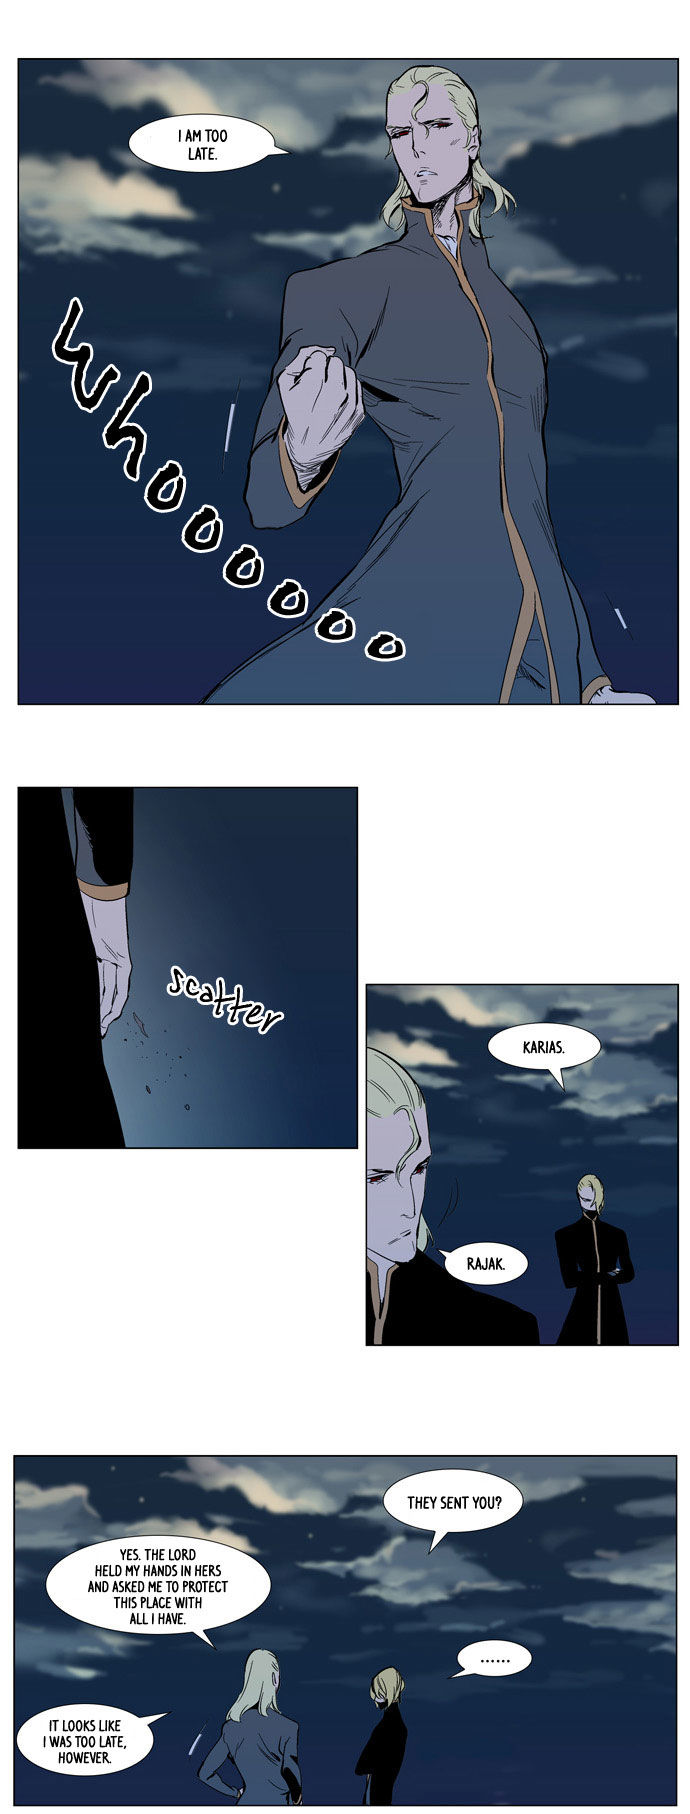 I AM TOO
LATE.
Whooooooo
scatter
KARIAS.
RAJAK.
THEY SENT YOU?
YES. THE LORD
HELD MY HANDS IN HERS
AND ASKED ME TO PROTECT
THIS PLACE WITH
ALL I HAVE.
......
IT LOOKS LIKE
I WAS TOO LATE,
HOWEVER.